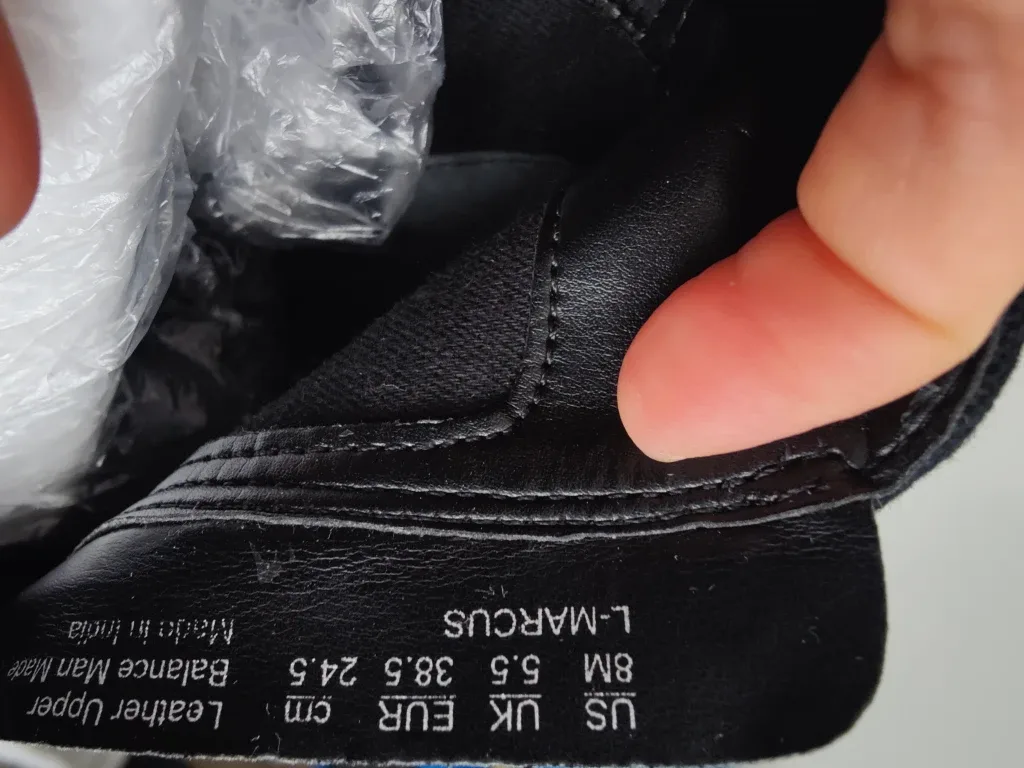 US UK EUR cm
8M 5.5 38.5 24.5
L-MARCUS
Leather Upper
Balance Man Made
Made in India